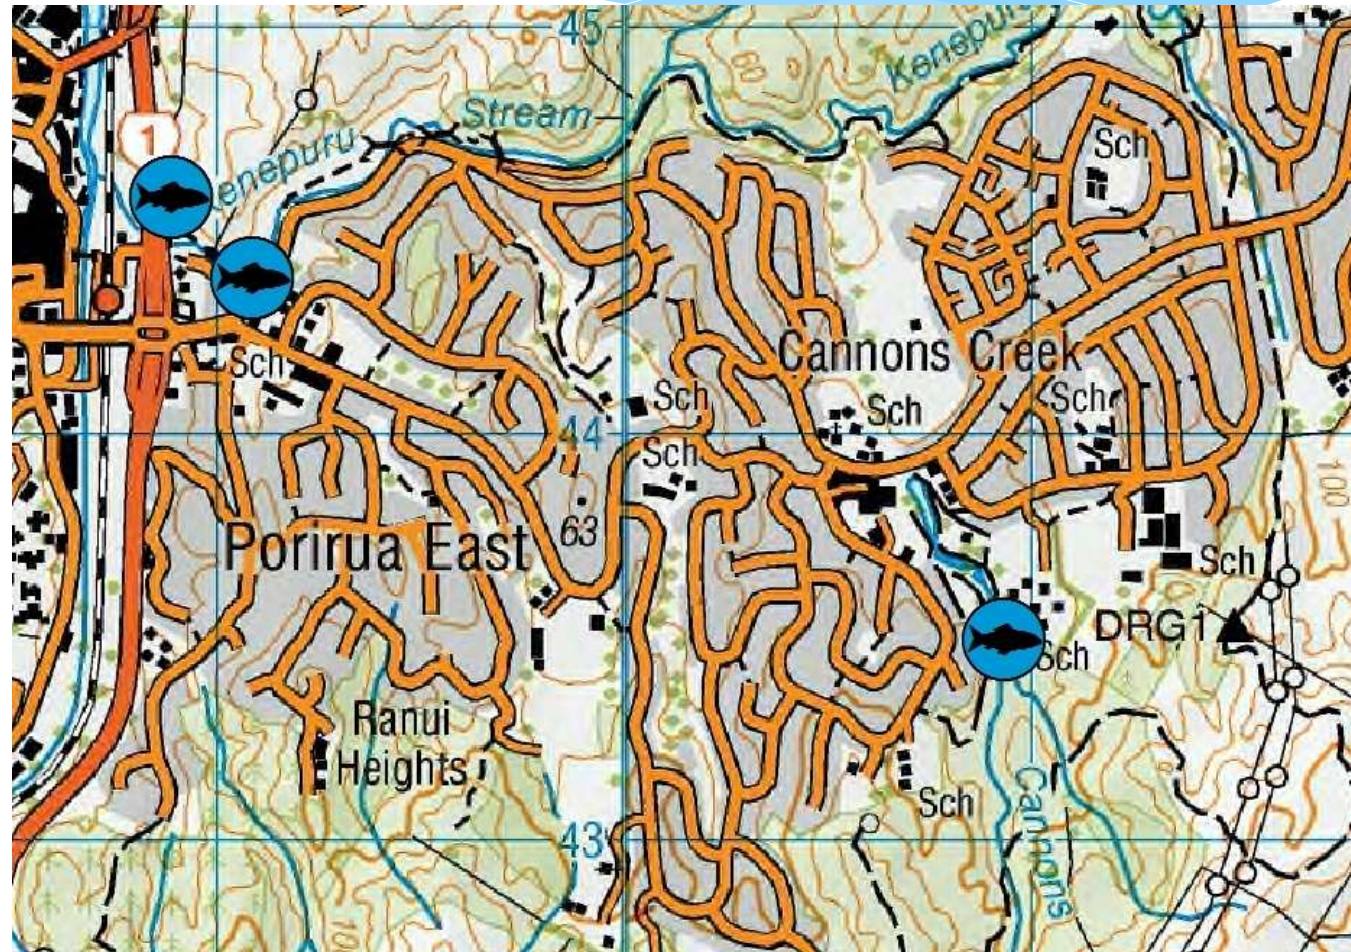 45
Kenepuru
Stream
1
Kenepuru
Sch
Cannons Creek
Sch
Sch
Sch
Sch
44
Sch
Porirua East
63
100
Sch
DRG1
Sch
Ranui
Heights
Sch
Cannons
43